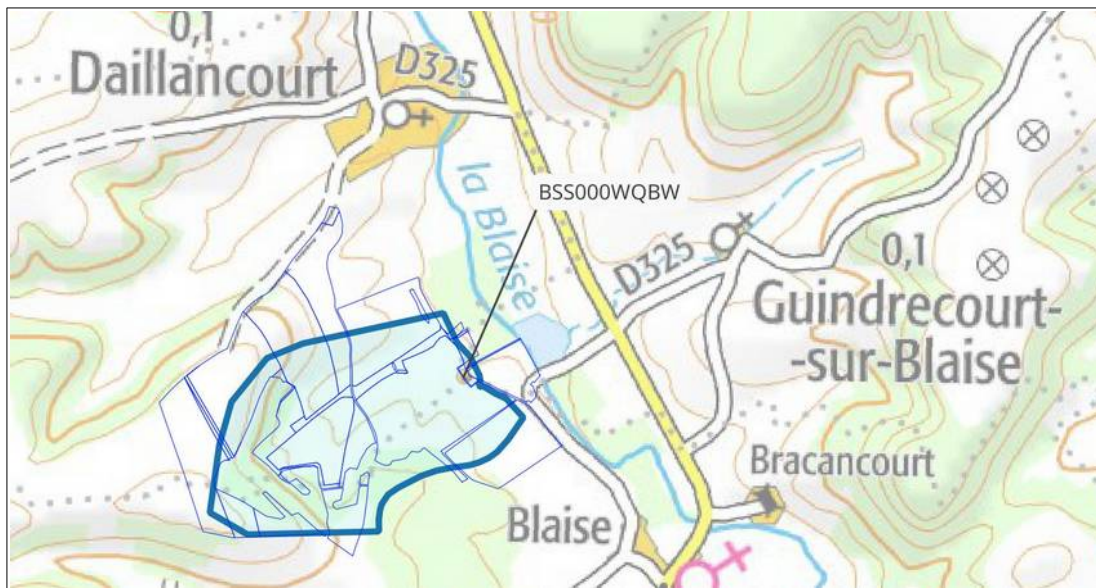 0,1
Daillancourt
D325
la Blaise
BSS000WQBW
D325
0,1
Guindrecourt-
-sur-Blaise
Bracancourt
Blaise